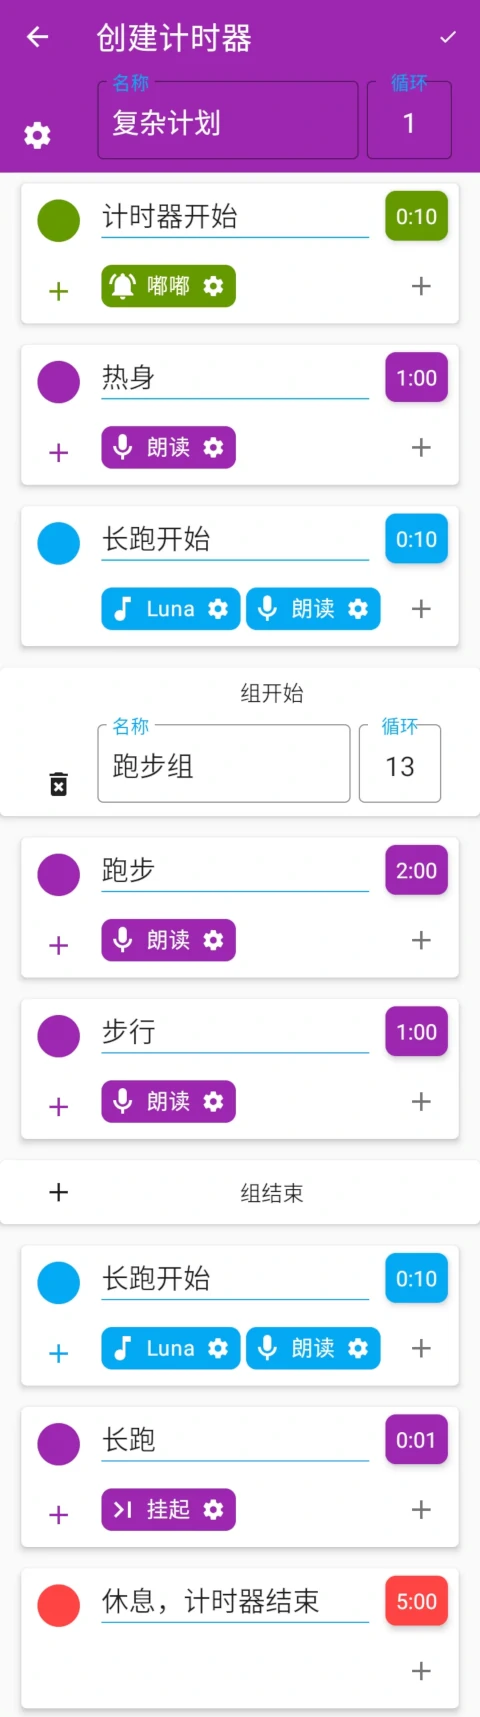 创建计时器
名称
循环
复杂计划
1
计时器开始
0:10
嘟嘟
热身
1:00
朗读
长跑开始
0:10
Luna
朗读
组开始
名称
循环
跑步组
13
跑步
2:00
朗读
步行
1:00
朗读
组结束
长跑开始
0:10
Luna
朗读
长跑
0:01
挂起
休息，计时器结束
5:00